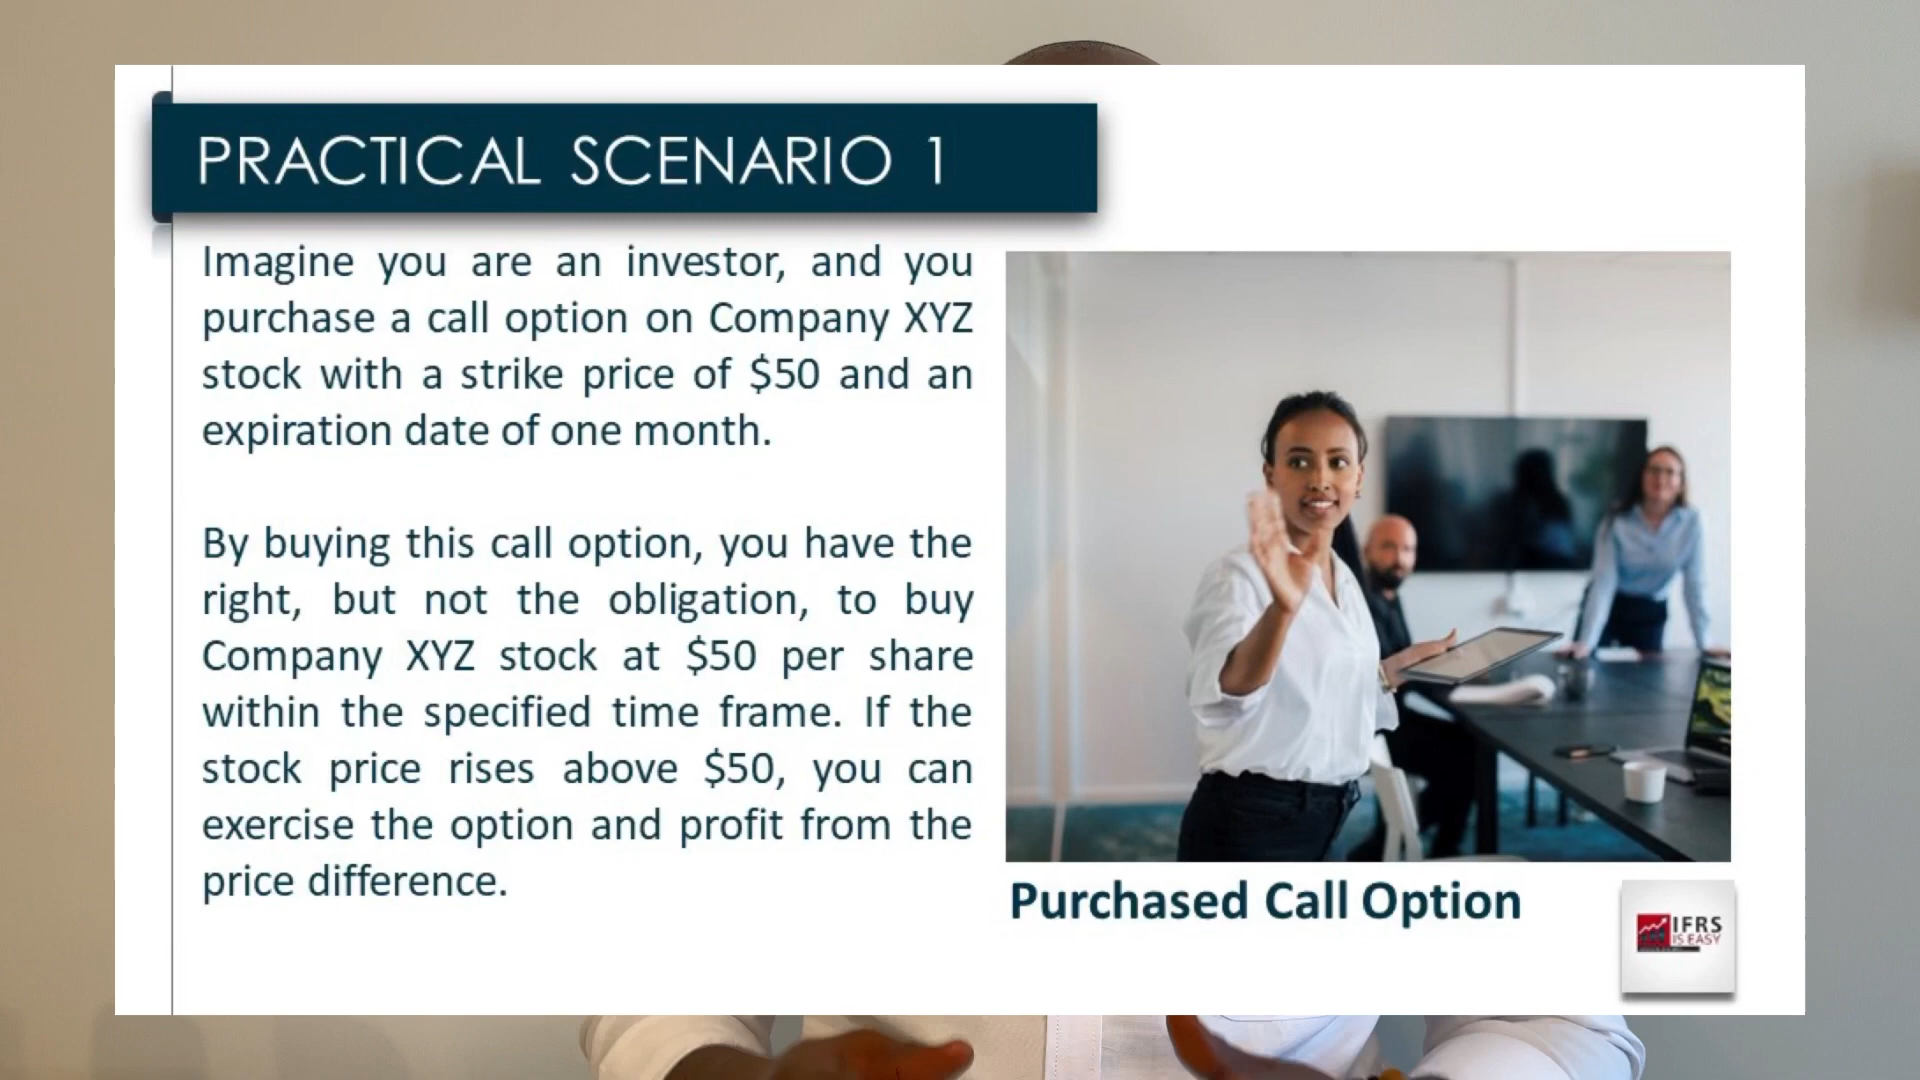 PRACTICAL SCENARIO 1
Imagine you are an investor, and you
purchase a call option on Company XYZ
stock with a strike price of $50 and an
expiration date of one month.
By buying this call option, you have the
right, but not the obligation, to buy
Company XYZ stock at $50 per share
within the specified time frame. If the
stock price rises above $50, you can
exercise the option and profit from the
price difference.
Purchased Call Option
IFRS
IS EASY